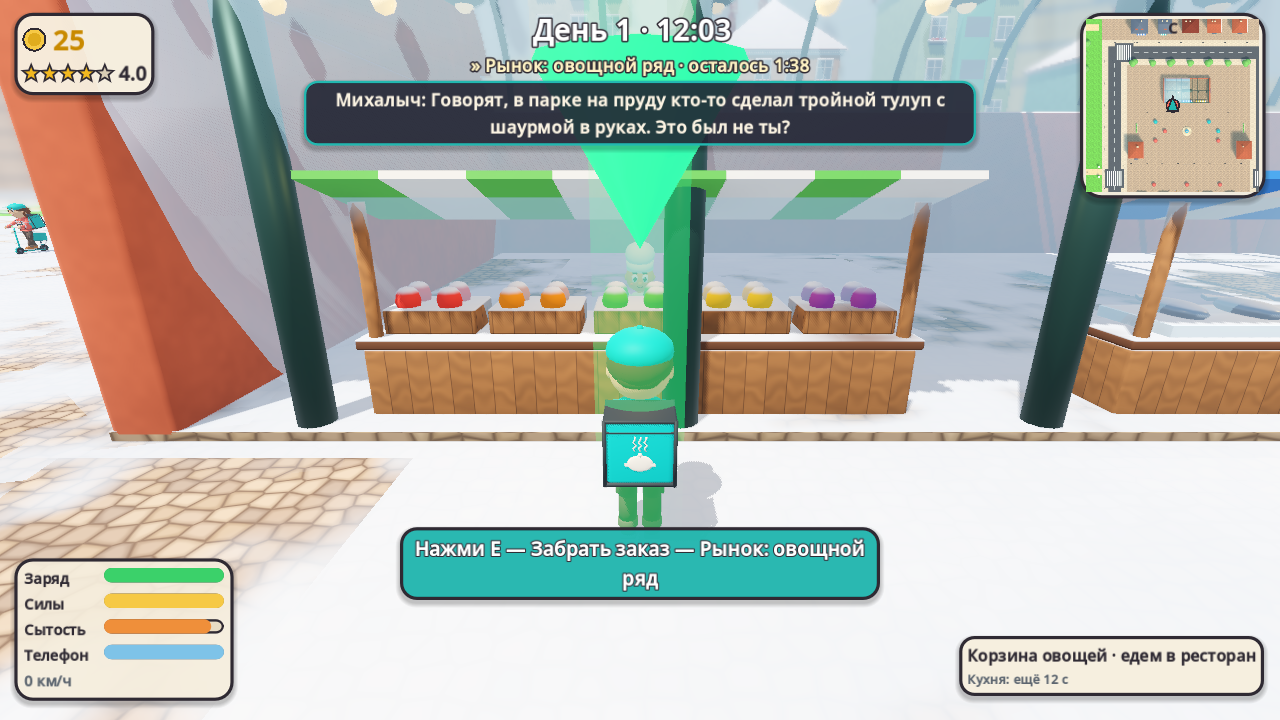 25
4.0
День 1 · 12:03
» Рынок: овощной ряд · осталось 1:38
Михалыч: Говорят, в парке на пруду кто-то сделал тройной тулуп с
шаурмой в руках. Это был не ты?
С
Нажми E — Забрать заказ — Рынок: овощной
ряд
Заряд
Силы
Сытость
Телефон
0 км/ч
Корзина овощей · едем в ресторан
Кухня: ещё 12 с